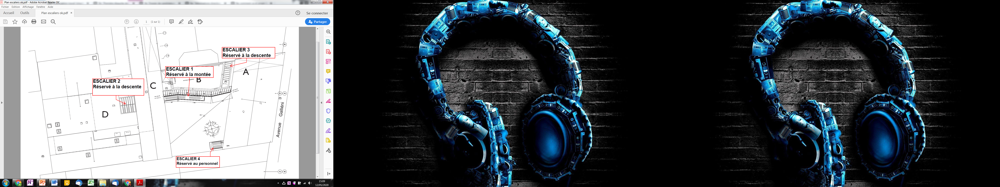 Plan escaliers ok.pdf - Adobe Acrobat Reader DC
Fichier Edition Affichage Fenêtre Aide
Accueil Outils Plan escaliers ok.pdf × ? Se connecter
1 (1 sur 1) Partager
ESCALIER 3
Réservé à la descente
ESCALIER 1
Réservé à la montée
A
B
ESCALIER 2
Réservé à la descente
C
D
Avenue Galliéni
ESCALIER 4
Réservé au personnel
15:09
12/05/2020